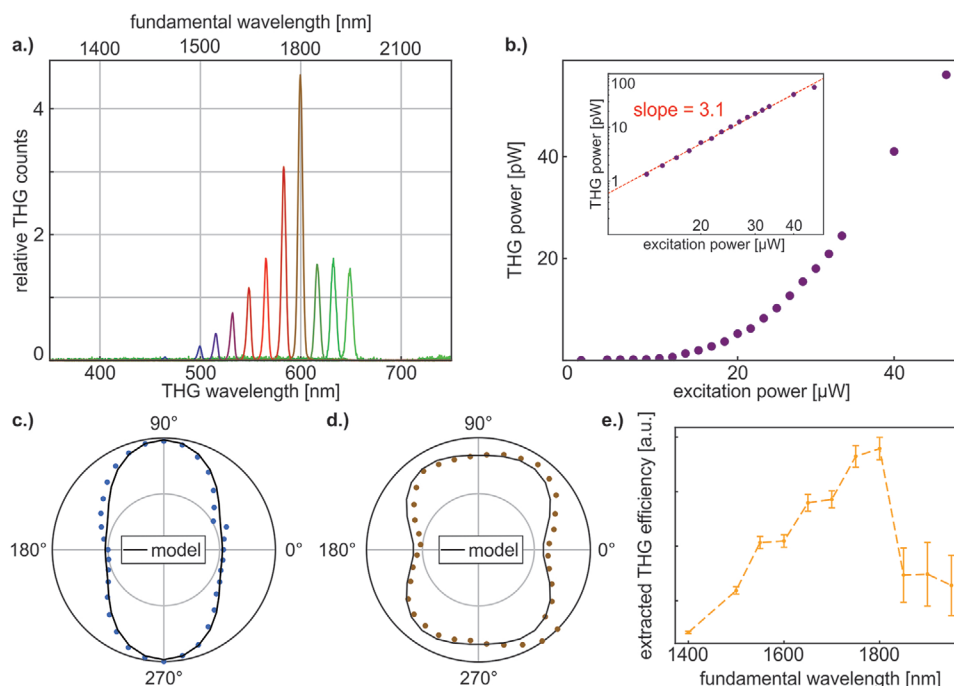 a.)
fundamental wavelength [nm]
1400 1500 1600 1800 2100
relative THG counts
4
2
0
400 500 600 700
THG wavelength [nm]
b.)
THG power [pW]
40
20
20 40
excitation power [µW]
THG power [pW]
100
10
1
slope = 3.1
20 30 40
excitation power [µW]
c.)
90°
180°
model
0°
270°
d.)
90°
180°
model
0°
270°
e.)
extracted THG efficiency [a.u.]
1400 1600 1800
fundamental wavelength [nm]